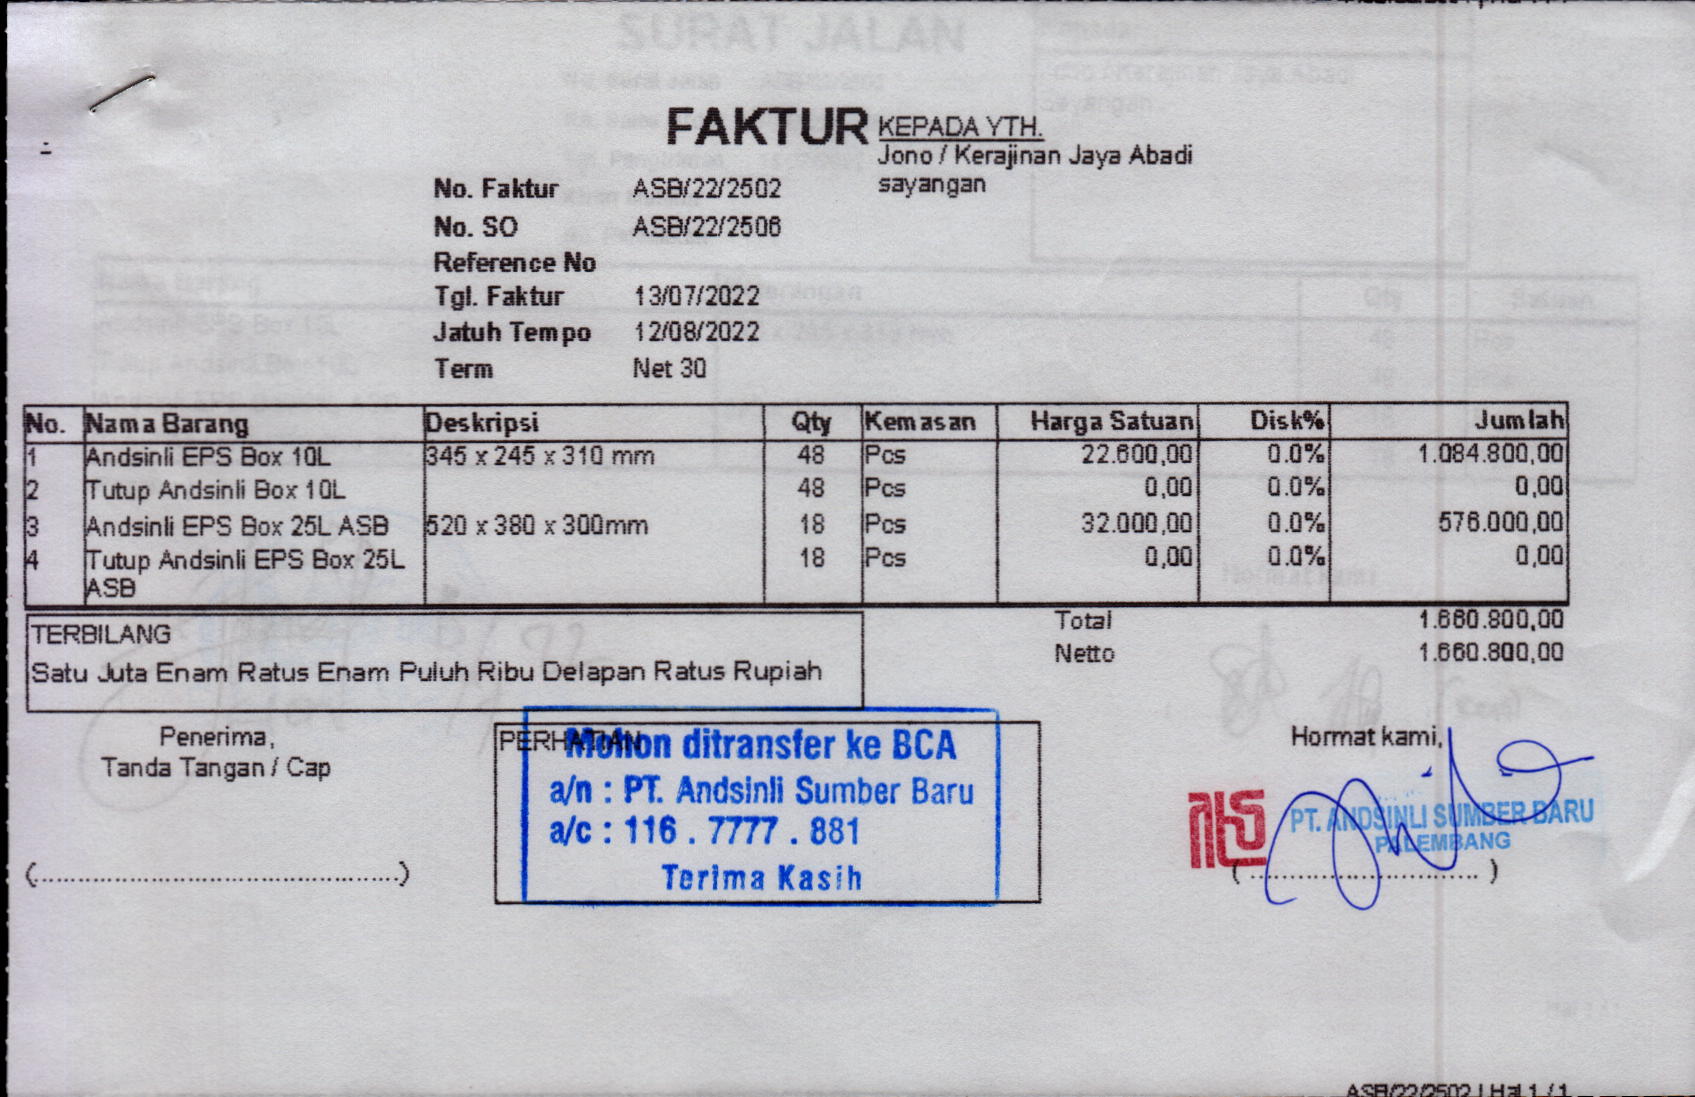 FAKTUR
KEPADA YTH.
Jono / Kerajinan Jaya Abadi
sayangan
No. Faktur ASB/22/2502
No. SO ASB/22/2506
Reference No
Tgl. Faktur 13/07/2022
Jatuh Tempo 12/08/2022
Term Net 30
No. Nama Barang Deskripsi Qty Kemasan Harga Satuan Disk% Jumlah
1 Andsinli EPS Box 10L 345 x 245 x 310 mm 48 Pcs 22.600,00 0.0% 1.084.800,00
2 Tutup Andsinli Box 10L 48 Pcs 0,00 0.0% 0,00
3 Andsinli EPS Box 25L ASB 520 x 380 x 300mm 18 Pcs 32.000,00 0.0% 576.000,00
4 Tutup Andsinli EPS Box 25L 18 Pcs 0,00 0.0% 0,00
ASB
Total 1.660.800,00
Netto 1.660.800,00
TERBILANG
Satu Juta Enam Ratus Enam Puluh Ribu Delapan Ratus Rupiah
Penerima,
Tanda Tangan / Cap
(..............................................)
PERHATIAN
Mohon ditransfer ke BCA
a/n : PT. Andsinli Sumber Baru
a/c : 116 . 7777 . 881
Terima Kasih
Hormat kami,
PT. ANDSINLI SUMBER BARU
PALEMBANG
(.............................)
ASB/22/2502 | Hal 1 / 1